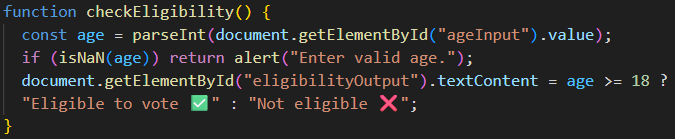 function checkEligibility() {
const age = parseInt(document.getElementById("ageInput").value);
if (isNaN(age)) return alert("Enter valid age.");
document.getElementById("eligibilityOutput").textContent = age >= 18 ?
"Eligible to vote ✅" : "Not eligible ❌";
}